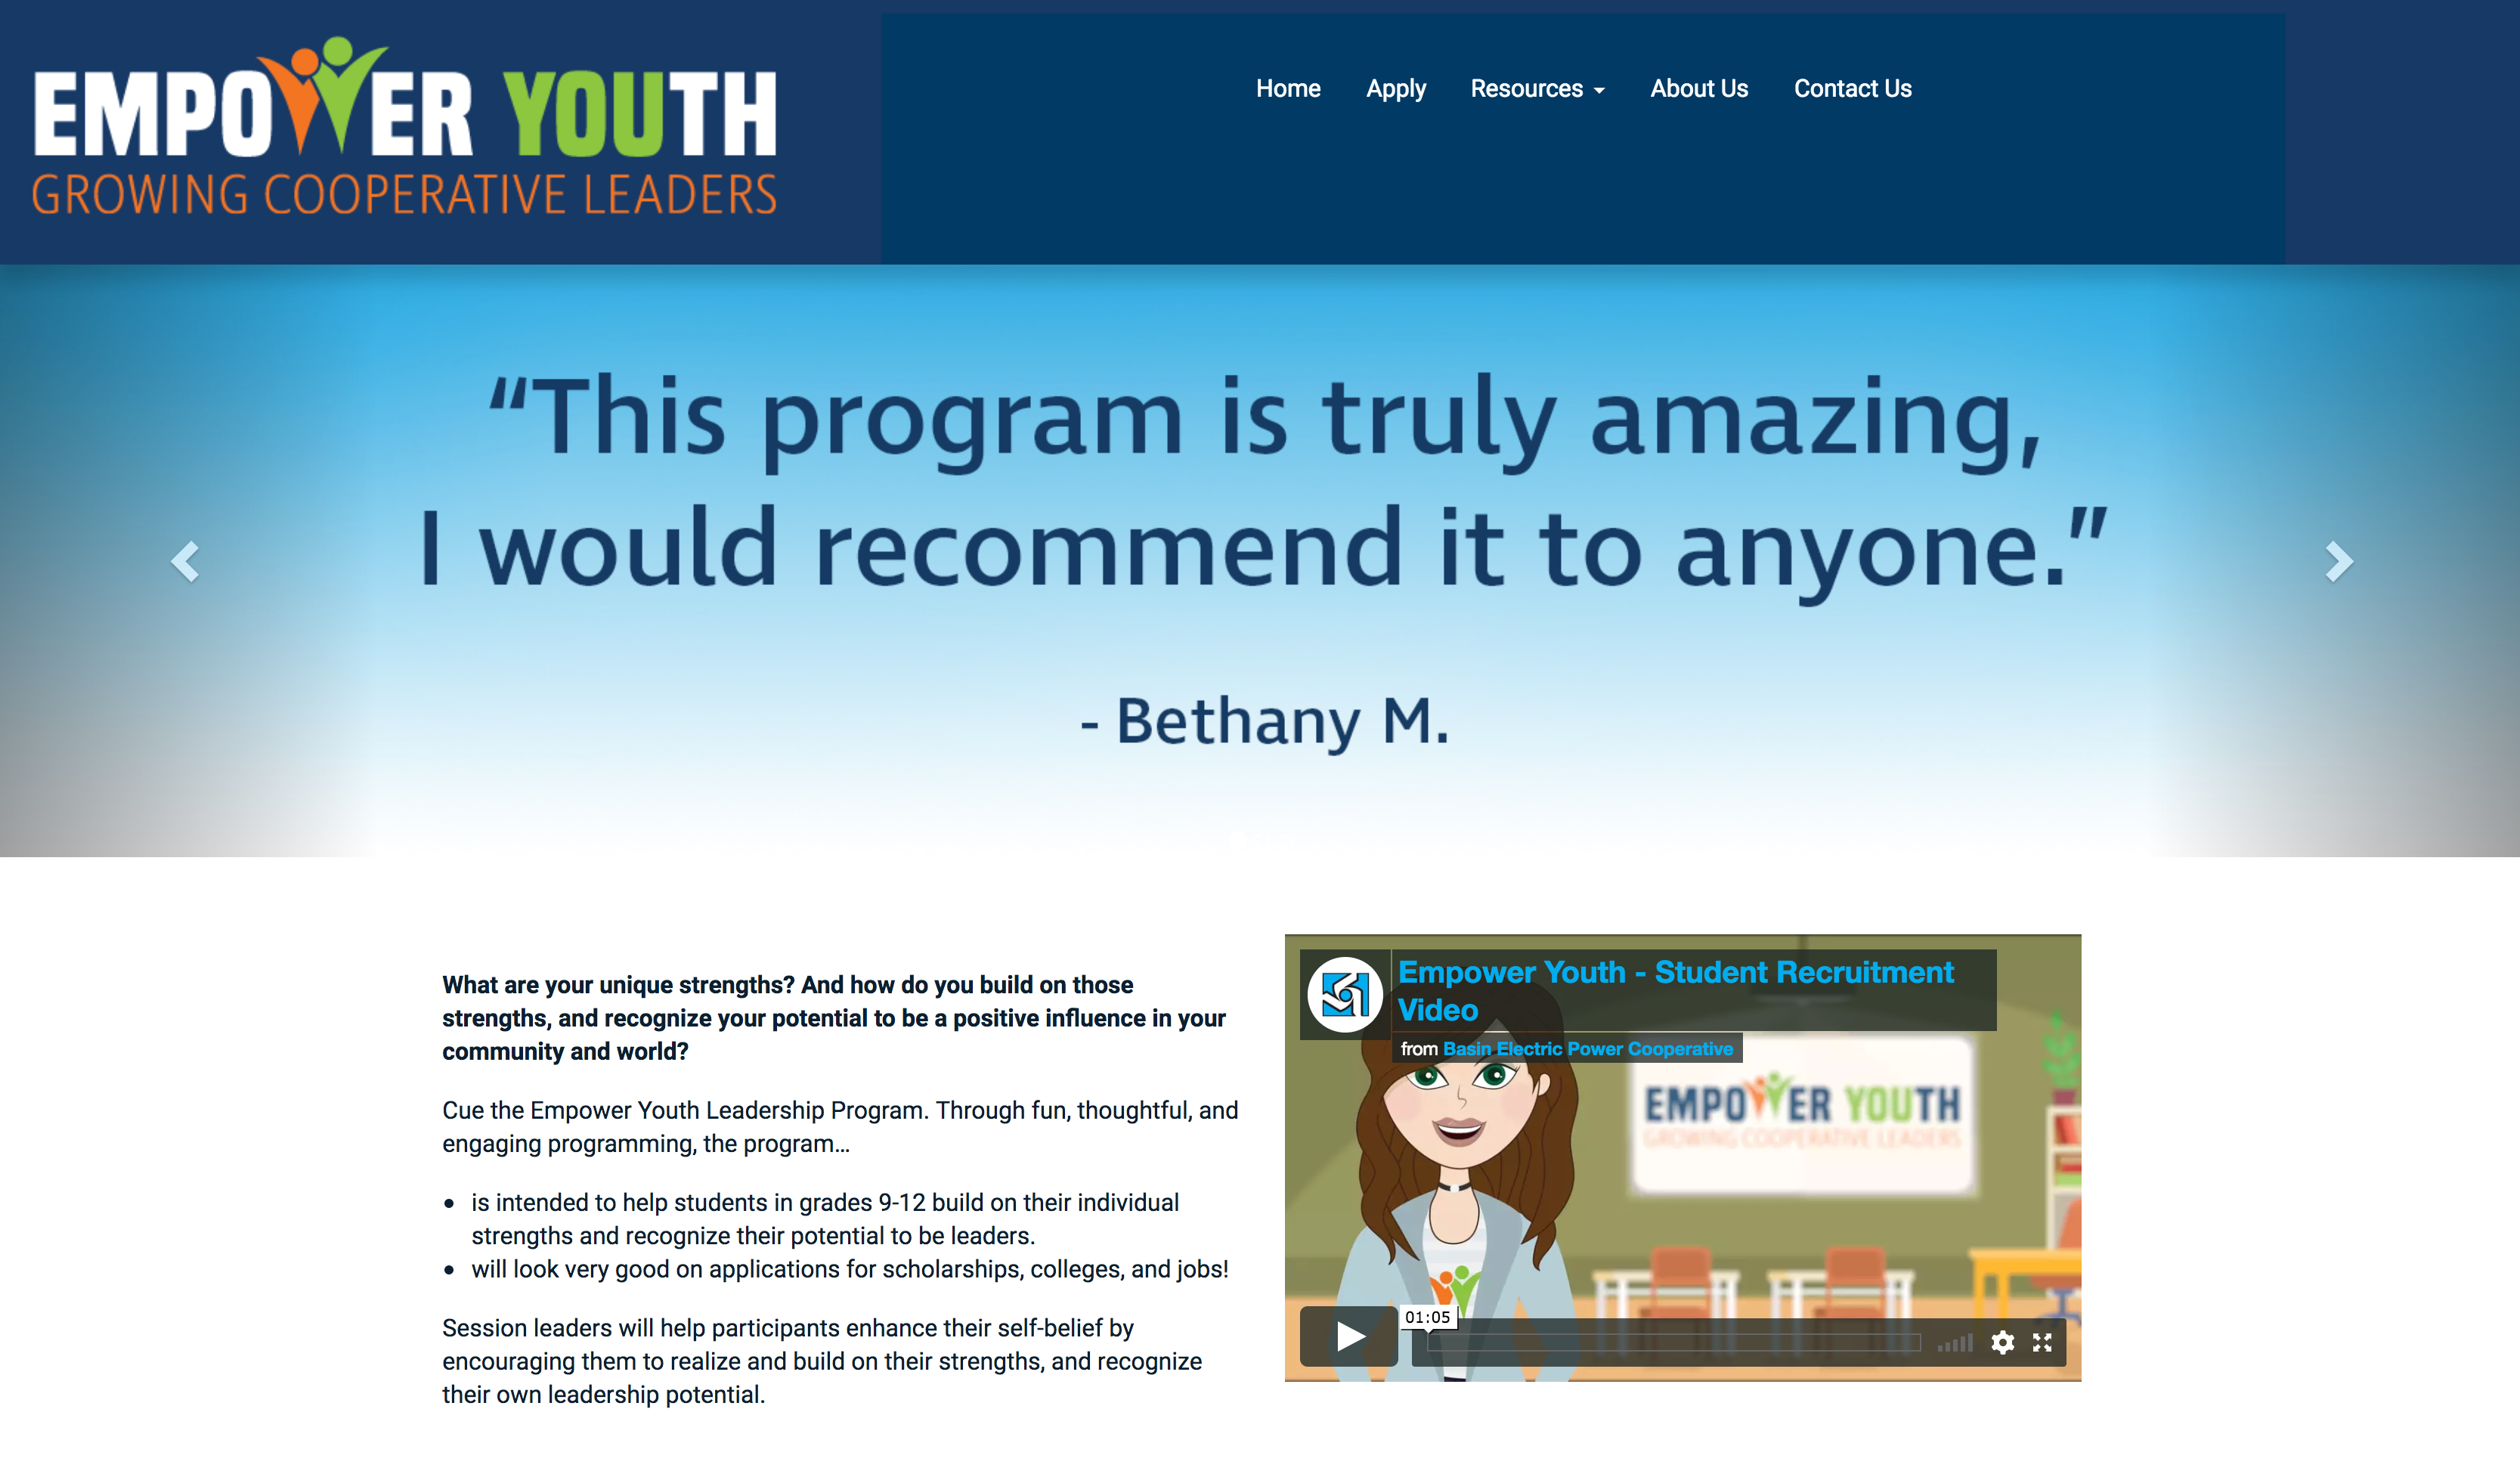 EMPOWER YOUTH
GROWING COOPERATIVE LEADERS
Home Apply Resources About Us Contact Us
“This program is truly amazing,
I would recommend it to anyone.”
- Bethany M.
What are your unique strengths? And how do you build on those
strengths, and recognize your potential to be a positive influence in your
community and world?
Cue the Empower Youth Leadership Program. Through fun, thoughtful, and
engaging programming, the program...
• is intended to help students in grades 9-12 build on their individual
strengths and recognize their potential to be leaders.
• will look very good on applications for scholarships, colleges, and jobs!
Session leaders will help participants enhance their self-belief by
encouraging them to realize and build on their strengths, and recognize
their own leadership potential.
Empower Youth - Student Recruitment
Video
from Basin Electric Power Cooperative
EMPOWER YOUTH
GROWING COOPERATIVE LEADERS
01:05